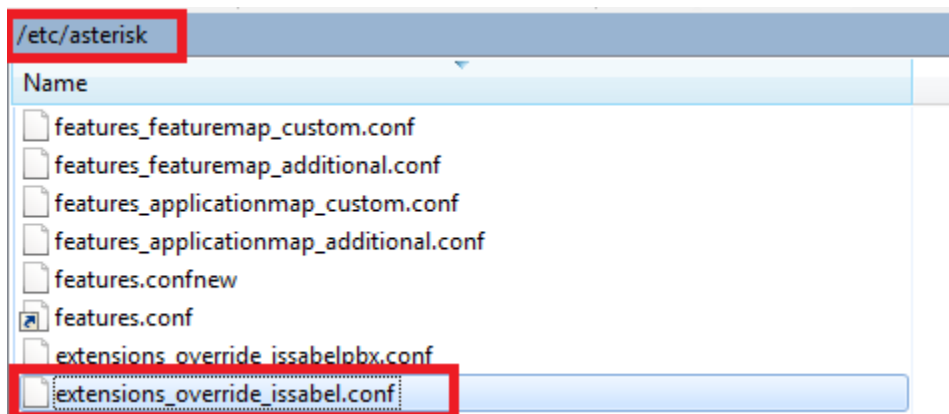 /etc/asterisk
Name
features_featuremap_custom.conf
features_featuremap_additional.conf
features_applicationmap_custom.conf
features_applicationmap_additional.conf
features.confnew
features.conf
extensions_override_issabelpbx.conf
extensions_override_issabel.conf